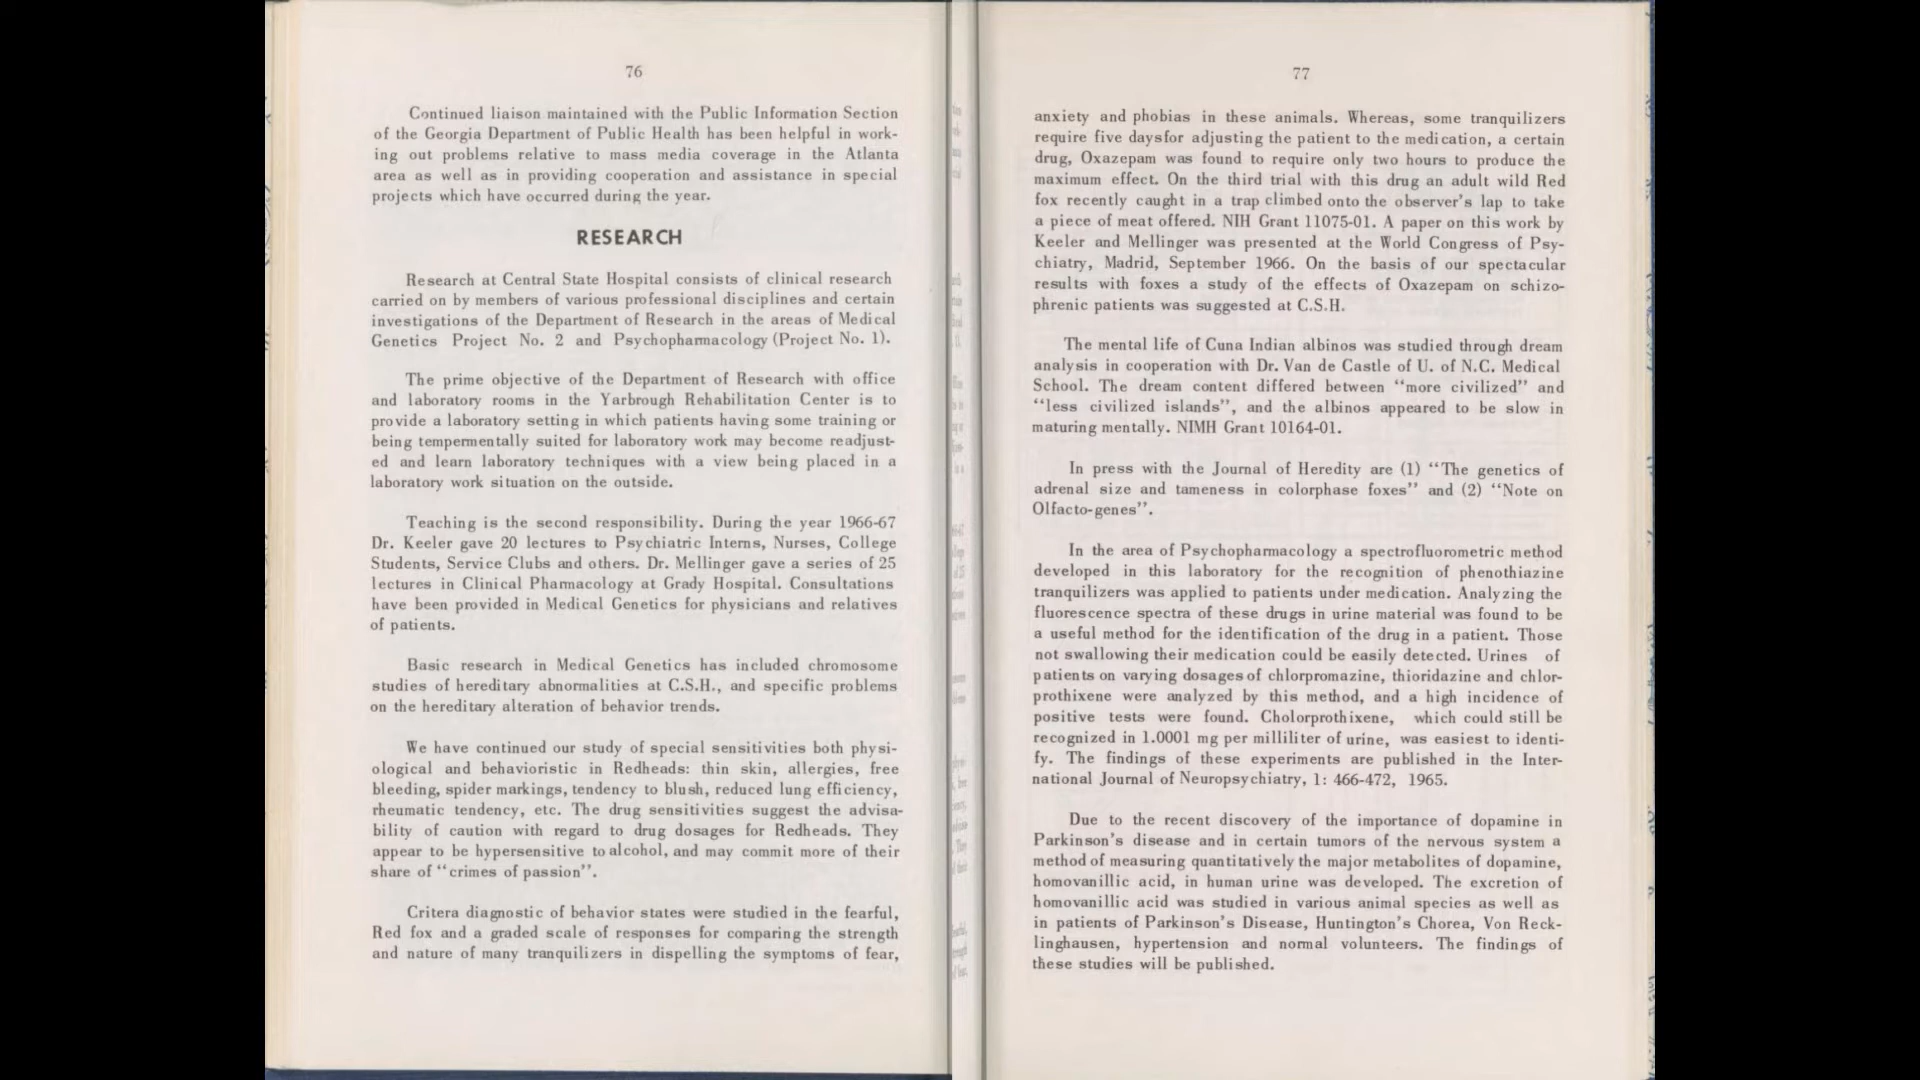 76
Continued liaison maintained with the Public Information Section
of the Georgia Department of Public Health has been helpful in work-
ing out problems relative to mass media coverage in the Atlanta
area as well as in providing cooperation and assistance in special
projects which have occurred during the year.
RESEARCH
Research at Central State Hospital consists of clinical research
carried on by members of various professional disciplines and certain
investigations of the Department of Research in the areas of Medical
Genetics Project No. 2 and Psychopharmacology (Project No. 1).
The prime objective of the Department of Research with office
and laboratory rooms in the Yarbrough Rehabilitation Center is to
provide a laboratory setting in which patients having some training or
being tempermentally suited for laboratory work may become readjust-
ed and learn laboratory techniques with a view being placed in a
laboratory work situation on the outside.
Teaching is the second responsibility. During the year 1966-67
Dr. Keeler gave 20 lectures to Psychiatric Interns, Nurses, College
Students, Service Clubs and others. Dr. Mellinger gave a series of 25
lectures in Clinical Pharmacology at Grady Hospital. Consultations
have been provided in Medical Genetics for physicians and relatives
of patients.
Basic research in Medical Genetics has included chromosome
studies of hereditary abnormalities at C.S.H., and specific problems
on the hereditary alteration of behavior trends.
We have continued our study of special sensitivities both physi-
ological and behavioristic in Redheads: thin skin, allergies, free
bleeding, spider markings, tendency to blush, reduced lung efficiency,
rheumatic tendency, etc. The drug sensitivities suggest the advisa-
bility of caution with regard to drug dosages for Redheads. They
appear to be hypersensitive to alcohol, and may commit more of their
share of "crimes of passion".
Critera diagnostic of behavior states were studied in the fearful,
Red fox and a graded scale of responses for comparing the strength
and nature of many tranquilizers in dispelling the symptoms of fear,
77
anxiety and phobias in these animals. Whereas, some tranquilizers
require five daysfor adjusting the patient to the medication, a certain
drug, Oxazepam was found to require only two hours to produce the
maximum effect. On the third trial with this drug an adult wild Red
fox recently caught in a trap climbed onto the observer's lap to take
a piece of meat offered. NIH Grant 11075-01. A paper on this work by
Keeler and Mellinger was presented at the World Congress of Psy-
chiatry, Madrid, September 1966. On the basis of our spectacular
results with foxes a study of the effects of Oxazepam on schizo-
phrenic patients was suggested at C.S.H.
The mental life of Cuna Indian albinos was studied through dream
analysis in cooperation with Dr. Van de Castle of U. of N.C. Medical
School. The dream content differed between "more civilized" and
"less civilized islands", and the albinos appeared to be slow in
maturing mentally. NIMH Grant 10164-01.
In press with the Journal of Heredity are (1) "The genetics of
adrenal size and tameness in colorphase foxes" and (2) "Note on
Olfacto-genes".
In the area of Psychopharmacology a spectrofluorometric method
developed in this laboratory for the recognition of phenothiazine
tranquilizers was applied to patients under medication. Analyzing the
fluorescence spectra of these drugs in urine material was found to be
a useful method for the identification of the drug in a patient. Those
not swallowing their medication could be easily detected. Urines of
patients on varying dosages of chlorpromazine, thioridazine and chlor-
prothixene were analyzed by this method, and a high incidence of
positive tests were found. Cholorprothixene, which could still be
recognized in 1.0001 mg per milliliter of urine, was easiest to identi-
fy. The findings of these experiments are published in the Inter-
national Journal of Neuropsychiatry, 1: 466-472, 1965.
Due to the recent discovery of the importance of dopamine in
Parkinson's disease and in certain tumors of the nervous system a
method of measuring quantitatively the major metabolites of dopamine,
homovanillic acid, in human urine was developed. The excretion of
homovanillic acid was studied in various animal species as well as
in patients of Parkinson's Disease, Huntington's Chorea, Von Reck-
linghausen, hypertension and normal volunteers. The findings of
these studies will be published.